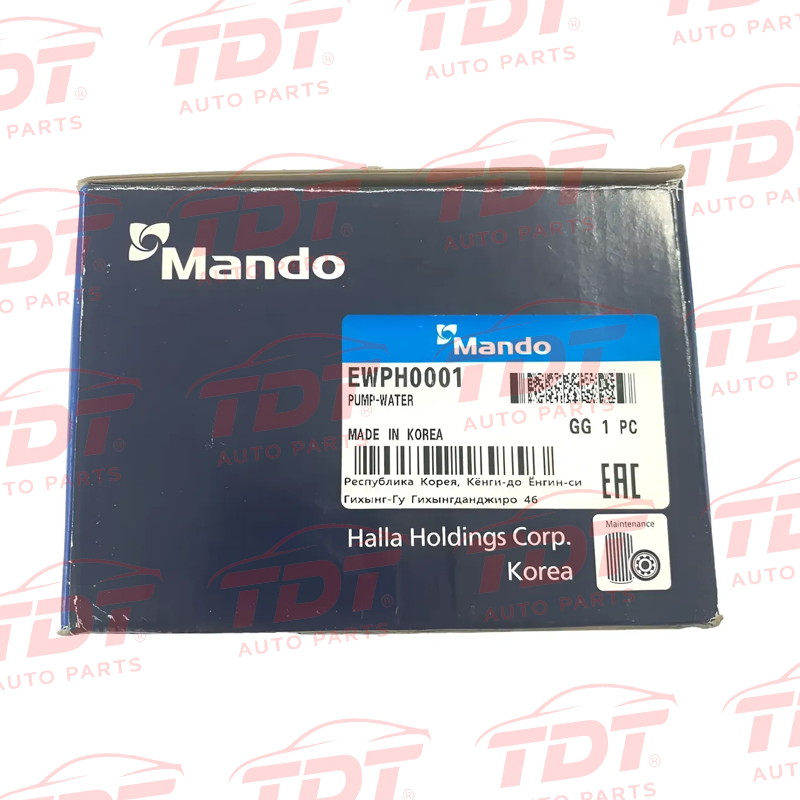 Mando
Mando
EWPH0001
PUMP-WATER
GG 1 PC
MADE IN KOREA
Республика Корея, Кёнги-до Ёнгин-си
Гихынг-Гу Гихынгданджиро 46
EAC
Halla Holdings Corp.
Korea
Maintenance
TDT®
AUTO PARTS